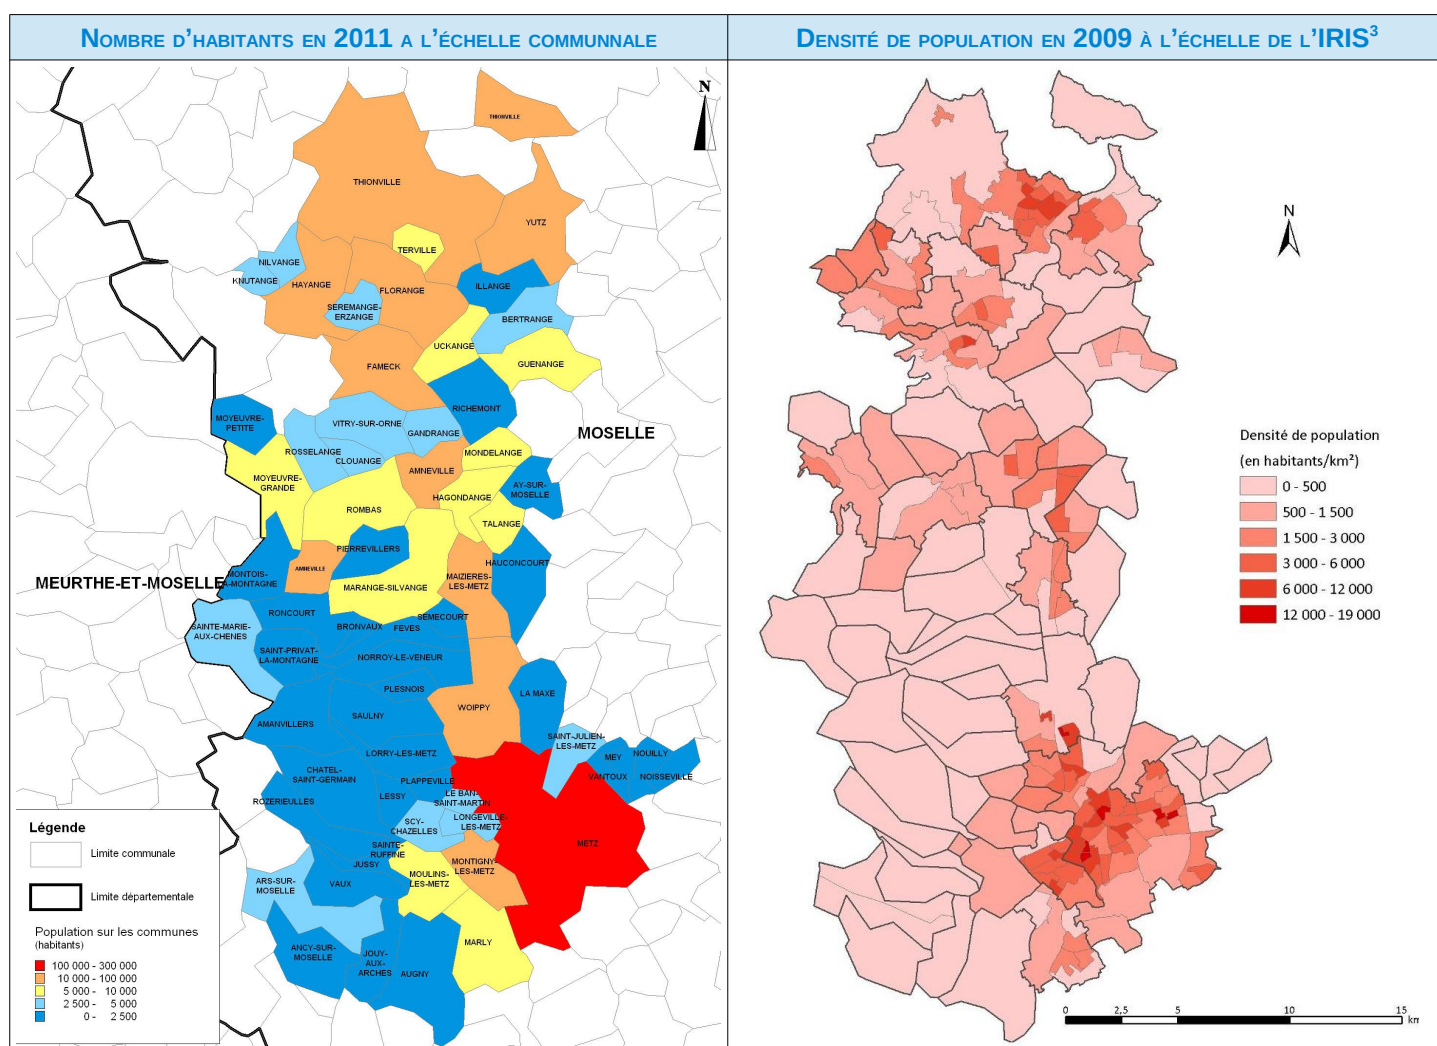 NOMBRE D'HABITANTS EN 2011 A L'ÉCHELLE COMMUNNALE
DENSITÉ DE POPULATION EN 2009 À L'ÉCHELLE DE L'IRIS3
N
THIONVILLE
THIONVILLE
YUTZ
TERVILLE
NILVANGE
KNUTANGE
HAYANGE
FLORANGE
ILLANGE
SEREMANGE-
ERZANGE
BERTRANGE
UCKANGE
GUENANGE
FAMECK
RICHEMONT
MOYEUVRE-
PETITE
VITRY-SUR-ORNE
GANDRANGE
MOSELLE
ROSSELANGE
CLOUANGE
MONDELANGE
AMNEVILLE
MOYEUVRE-
GRANDE
HAGONDANGE
AY-SUR-
MOSELLE
ROMBAS
TALANGE
PIERREVILLERS
HAUCONCOURT
AMNEVILLE
MEURTHE-ET-MOSELLE
MONTOIS-
LA-MONTAGNE
MARANGE-SILVANGE
MAIZIERES-
LES-METZ
RONCOURT
SEMECOURT
SAINTE-MARIE-
AUX-CHENES
BRONVAUX
FEVES
SAINT-PRIVAT-
LA-MONTAGNE
NORROY-LE-VENEUR
PLESNOIS
LA MAXE
WOIPPY
SAULNY
AMANVILLERS
SAINT-JULIEN-
LES-METZ
LORRY-LES-METZ
MEY
NOUILLY
CHATEL-
SAINT-GERMAIN
PLAPPEVILLE
VANTOUX
NOISSEVILLE
ROZERIEULLES
LESSY
LE BAN-
SAINT-MARTIN
SCY-
CHAZELLES
LONGEVILLE-
LES-METZ
METZ
SAINTE-
RUFFINE
JUSSY
MONTIGNY-
LES-METZ
MOULINS-
LES-METZ
ARS-SUR-
MOSELLE
VAUX
MARLY
ANCY-SUR-
MOSELLE
JOUY-
AUX-
ARCHES
AUGNY
Légende
Limite communale
Limite départementale
Population sur les communes
(habitants)
100 000 - 300 000
10 000 - 100 000
5 000 - 10 000
2 500 - 5 000
0 - 2 500
N
Densité de population
(en habitants/km²)
0 - 500
500 - 1 500
1 500 - 3 000
3 000 - 6 000
6 000 - 12 000
12 000 - 19 000
0 2,5 5 10 15
km